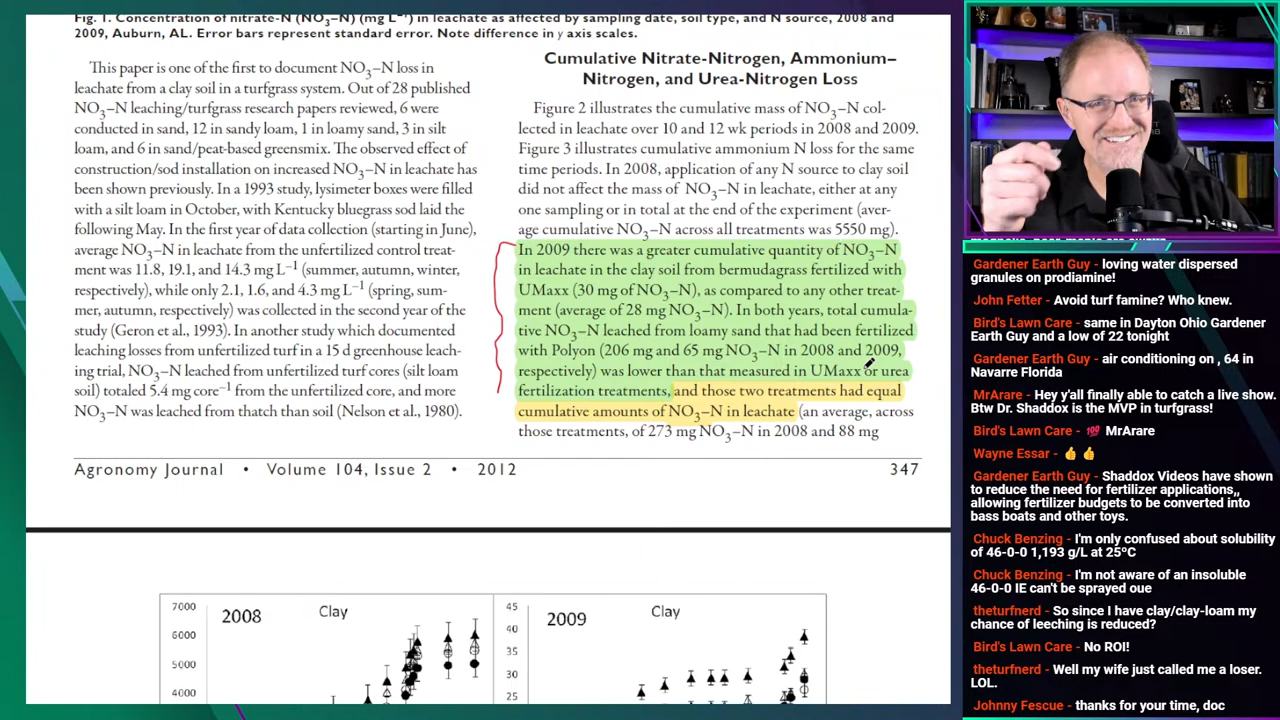 Fig. 1. Concentration of nitrate-N (NO3–N) (mg L−1) in leachate as affected by sampling date, soil type, and N source, 2008 and
2009, Auburn, AL. Error bars represent standard error. Note difference in y axis scales.
This paper is one of the first to document NO3–N loss in
leachate from a clay soil in a turfgrass system. Out of 28 published
NO3–N leaching/turfgrass research papers reviewed, 6 were
conducted in sand, 12 in sandy loam, 1 in loamy sand, 3 in silt
loam, and 6 in sand/peat-based greensmix. The observed effect of
construction/sod installation on increased NO3–N in leachate has
been shown previously. In a 1993 study, lysimeter boxes were filled
with a silt loam in October, with Kentucky bluegrass sod laid the
following May. In the first year of data collection (starting in June),
average NO3–N in leachate from the unfertilized control treat-
ment was 11.8, 19.1, and 14.3 mg L−1 (summer, autumn, winter,
respectively), while only 2.1, 1.6, and 4.3 mg L−1 (spring, sum-
mer, autumn, respectively) was collected in the second year of the
study (Geron et al., 1993). In another study which documented
leaching losses from unfertilized turf in a 15 d greenhouse leach-
ing trial, NO3–N leached from unfertilized turf cores (silt loam
soil) totaled 5.4 mg core−1 from the unfertilized core, and more
NO3–N was leached from thatch than soil (Nelson et al., 1980).
Cumulative Nitrate-Nitrogen, Ammonium–
Nitrogen, and Urea-Nitrogen Loss
Figure 2 illustrates the cumulative mass of NO3–N col-
lected in leachate over 10 and 12 wk periods in 2008 and 2009.
Figure 3 illustrates cumulative ammonium N loss for the same
time periods. In 2008, application of any N source to clay soil
did not affect the mass of NO3–N in leachate, either at any
one sampling or in total at the end of the experiment (aver-
age cumulative NO3–N across all treatments was 5550 mg).
In 2009 there was a greater cumulative quantity of NO3–N
in leachate in the clay soil from bermudagrass fertilized with
UMaxx (30 mg of NO3–N), as compared to any other treat-
ment (average of 28 mg NO3–N). In both years, total cumula-
tive NO3–N leached from loamy sand that had been fertilized
with Polyon (206 mg and 65 mg NO3–N in 2008 and 2009,
respectively) was lower than that measured in UMaxx or urea
fertilization treatments, and those two treatments had equal
cumulative amounts of NO3–N in leachate (an average, across
those treatments, of 273 mg NO3–N in 2008 and 88 mg
Agronomy Journal • Volume 104, Issue 2 • 2012
347
2008 Clay
7000
6000
5000
4000
2009 Clay
45
40
35
30
25
Gardener Earth Guy - loving water dispersed
granules on prodiamine!
John Fetter - Avoid turf famine? Who knew.
Bird's Lawn Care - same in Dayton Ohio Gardener
Earth Guy and a low of 22 tonight
Gardener Earth Guy - air conditioning on , 64 in
Navarre Florida
MrArare - Hey y'all finally able to catch a live show.
Btw Dr. Shaddox is the MVP in turfgrass!
Bird's Lawn Care - 💯 MrArare
Wayne Essar - 👍 👍
Gardener Earth Guy - Shaddox Videos have shown
to reduce the need for fertilizer applications,,
allowing fertilizer budgets to be converted into
bass boats and other toys.
Chuck Benzing - I'm only confused about solubility
of 46-0-0 1,193 g/L at 25ºC
Chuck Benzing - I'm not aware of an insoluble
46-0-0 IE can't be sprayed oue
theturfnerd - So since I have clay/clay-loam my
chance of leeching is reduced?
Bird's Lawn Care - No ROI!
theturfnerd - Well my wife just called me a loser.
LOL.
Johnny Fescue - thanks for your time, doc